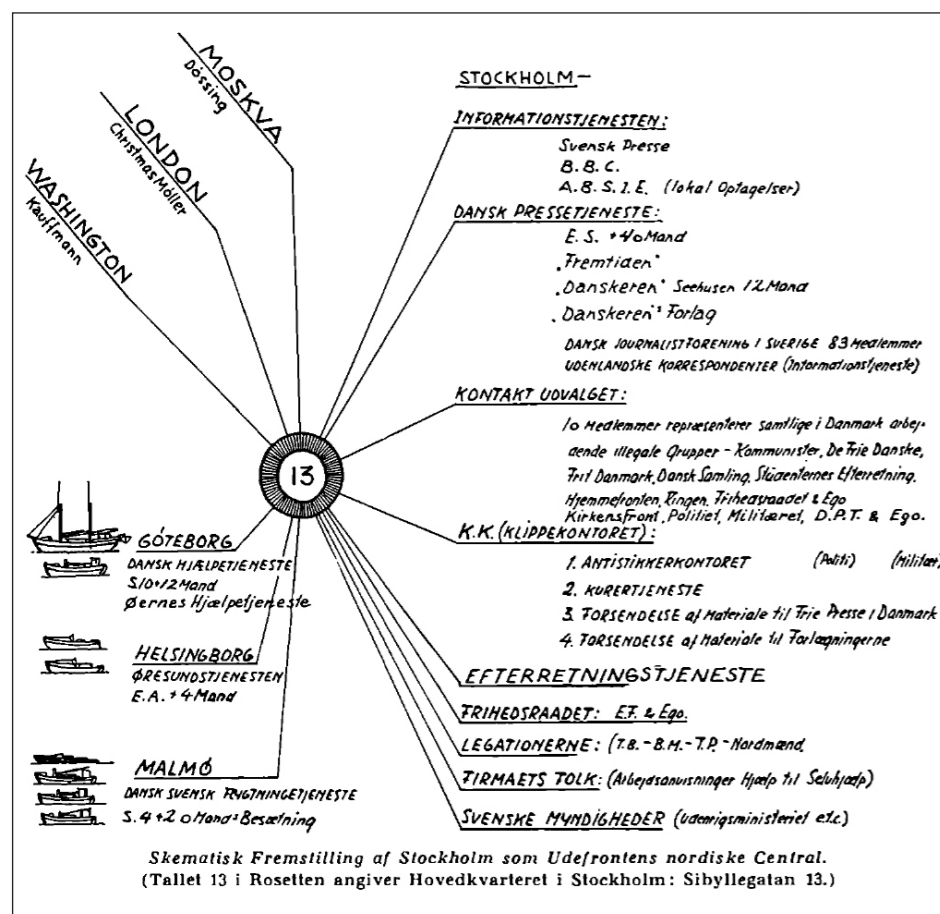 MOSKVA
Dössing
LONDON
Christmas Möller
WASHINGTON
Kauffmann
STOCKHOLM—
INFORMATIONSTJENESTEN:
Svensk Presse
B. B. C.
A. B. S. I. E. (lokal Optagelser)
DANSK PRESSETJENESTE:
E. S. + 40 Mand
"Fremtiden"
"Danskeren" Seehusen 12 Mand
"Danskeren"s Forlag
DANSK JOURNALISTFORENING I SVERIGE 83 Medlemmer
UDENLANDSKE KORRESPONDENTER (Informationstjeneste)
KONTAKT UDVALGET:
10 Medlemmer repræsenterer samtlige i Danmark arbej-
dende illegale Grupper - Kommunister, De Frie Danske,
Frit Danmark, Dansk Samling, Studenternes Efterretning,
Hjemmefronten, Ringen, Frihedsraadet & Ego
Kirkensfront, Politiet, Militæret, D.P.T. & Ego.
K.K. (KLIPPEKONTORET):
1. ANTISTIKKERKONTORET (Politi) (Militær)
2. KURERTJENESTE
3. FORSENDELSE af Materiale til Frie Presse i Danmark
4. FORSENDELSE af Materiale til Forlægningerne
EFTERRETNINGSTJENESTE
FRIHEDSRAADET: E.F. & Ego.
LEGATIONERNE: (T.B. - B.M. - T.P. - Nordmænd
FIRMAETS TOLK: (Arbejdsanvisninger Hjælp til Selvhjælp)
SVENSKE MYNDIGHEDER (Udenrigsministeriet etc.)
13
GÖTEBORG
DANSK HJÆLPETJENESTE
S.10+12 Mand
Øernes Hjælpetjeneste
HELSINGBORG
ØRESUNDSTJENESTEN
E.A. + 4 Mand
MALMØ
DANSK SVENSK FLYGTNINGETJENESTE
S. 4 + 20 Mands Besætning
Skematisk Fremstilling af Stockholm som Udefrontens nordiske Central.
(Tallet 13 i Rosetten angiver Hovedkvarteret i Stockholm: Sibyllegatan 13.)